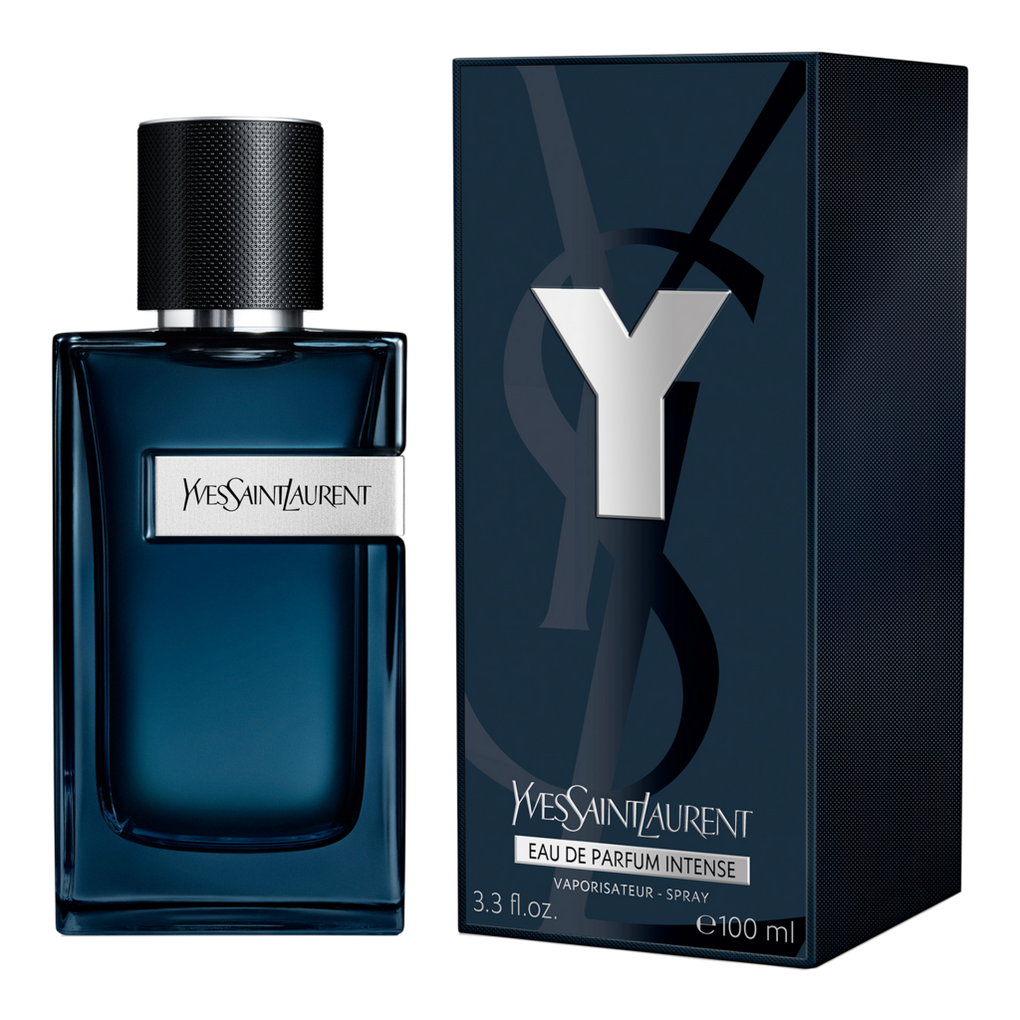 YVESSAINTLAURENT
Y
YVESSAINTLAURENT
EAU DE PARFUM INTENSE
VAPORISATEUR - SPRAY
3.3 fl.oz.
℮100 ml